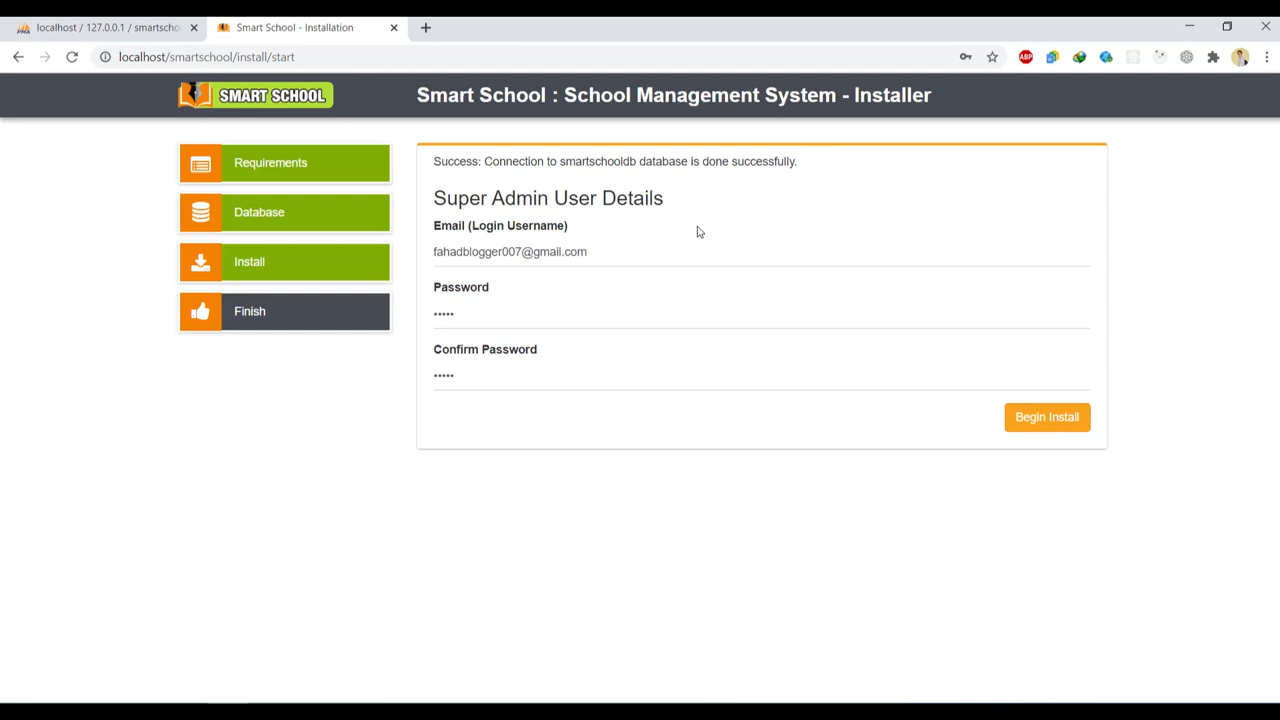 localhost / 127.0.0.1 / smartscho
Smart School - Installation
localhost/smartschool/install/start
ABP
SMART SCHOOL
Smart School : School Management System - Installer
Requirements
Database
Install
Finish
Success: Connection to smartschooldb database is done successfully.
Super Admin User Details
Email (Login Username)
fahadblogger007@gmail.com
Password
•••••
Confirm Password
•••••
Begin Install